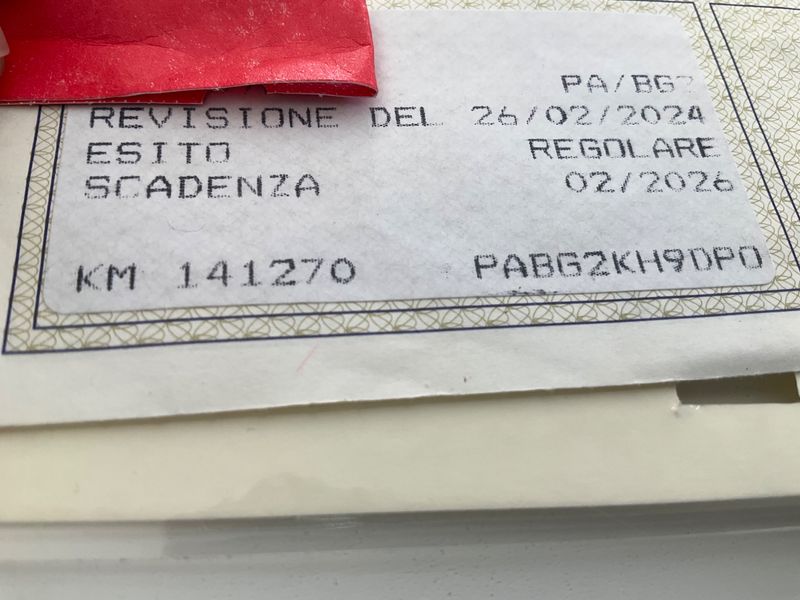 PA/BG2
REVISIONE DEL 26/02/2024
ESITO REGOLARE
SCADENZA 02/2026
KM 141270 PABG2KH9DP0